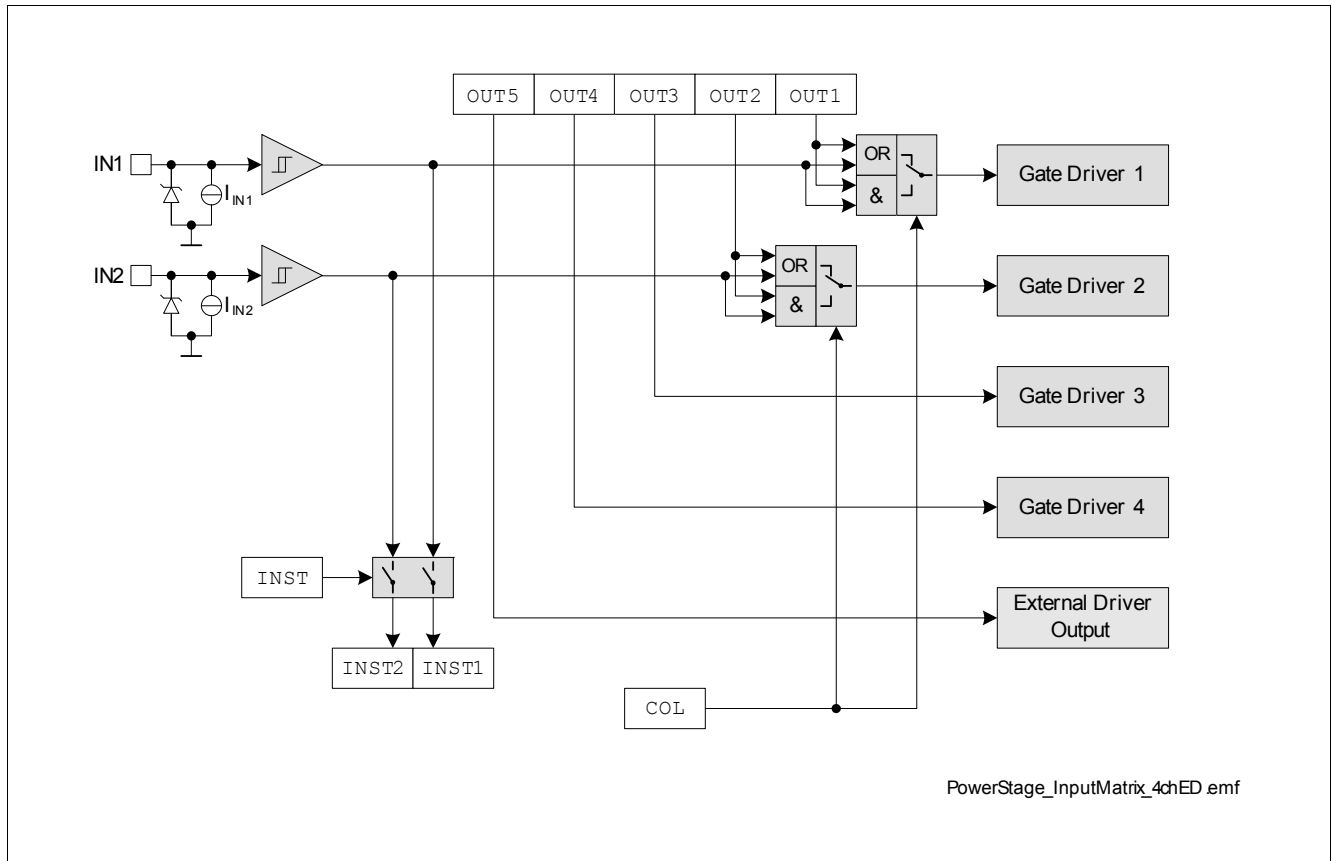 OUT5 OUT4 OUT3 OUT2 OUT1
IN1
I IN1
OR
&
Gate Driver 1
IN2
I IN2
OR
&
Gate Driver 2
Gate Driver 3
Gate Driver 4
INST
External Driver
Output
INST2 INST1
COL
PowerStage_InputMatrix_4chED.emf